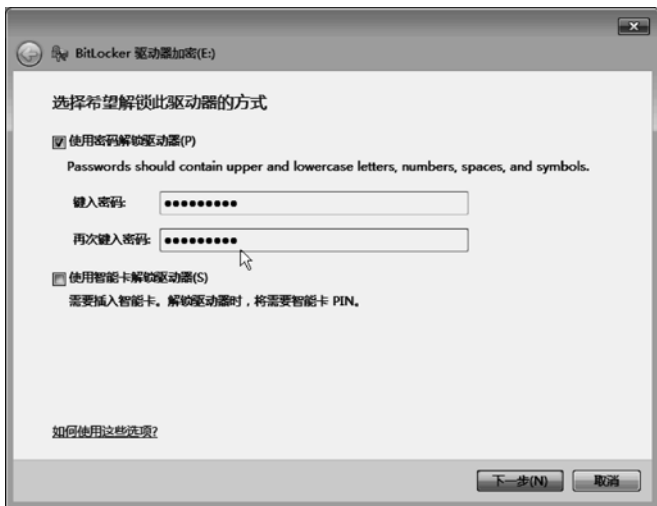 BitLocker 驱动器加密(E:)
选择希望解锁此驱动器的方式
使用密码解锁驱动器(P)
Passwords should contain upper and lowercase letters, numbers, spaces, and symbols.
键入密码: ●●●●●●●●●
再次键入密码: ●●●●●●●●●
使用智能卡解锁驱动器(S)
需要插入智能卡。解锁驱动器时，将需要智能卡 PIN。
如何使用这些选项?
下一步(N) 取消